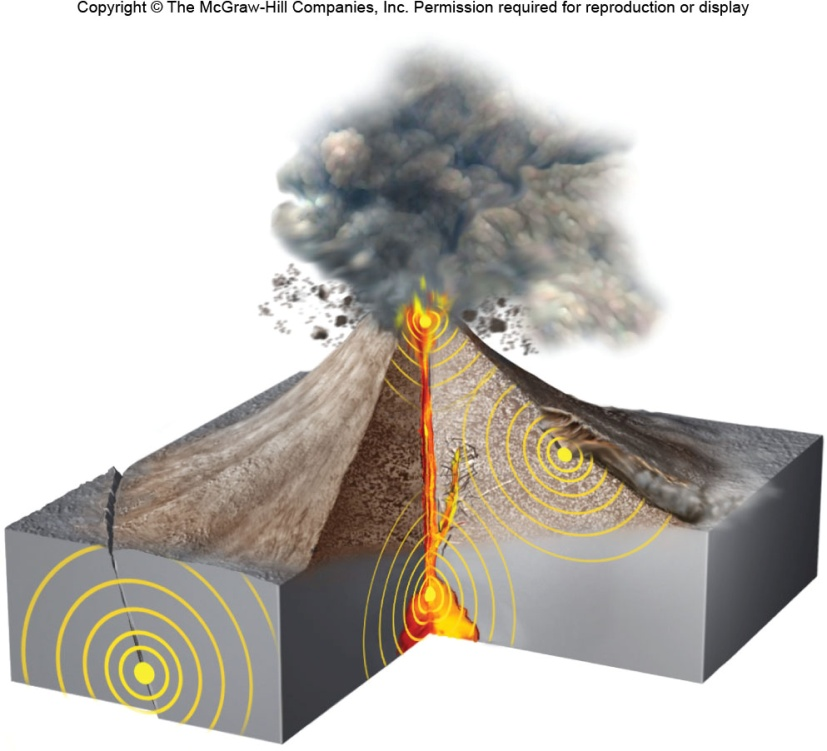 Copyright © The McGraw-Hill Companies, Inc. Permission required for reproduction or display